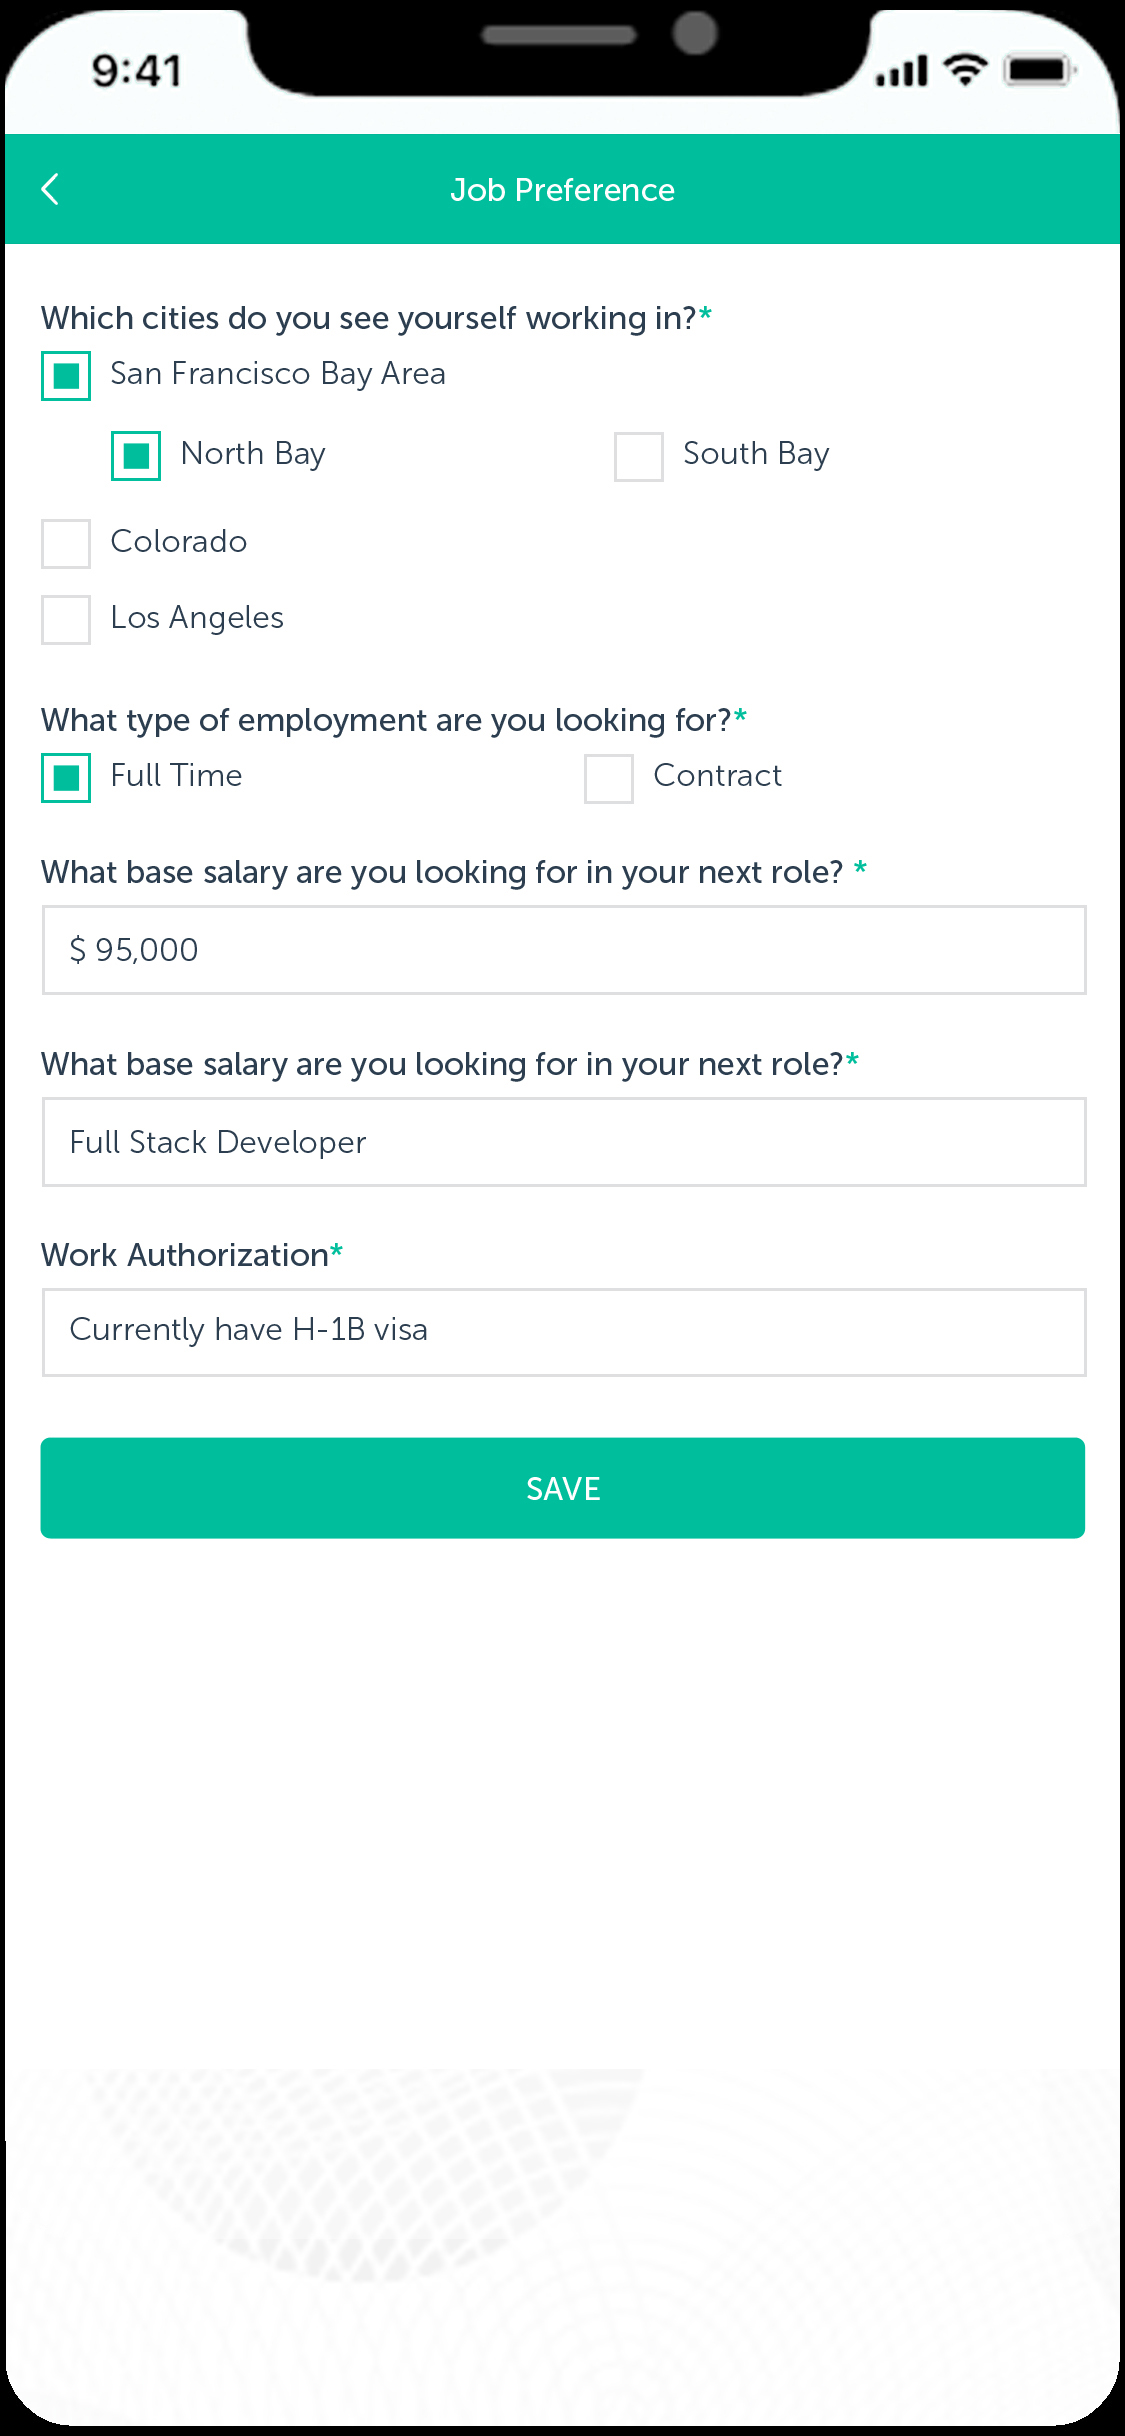 9:41
Job Preference
Which cities do you see yourself working in?*
San Francisco Bay Area
North Bay South Bay
Colorado
Los Angeles
What type of employment are you looking for?*
Full Time Contract
What base salary are you looking for in your next role? *
$ 95,000
What base salary are you looking for in your next role?*
Full Stack Developer
Work Authorization*
Currently have H-1B visa
SAVE